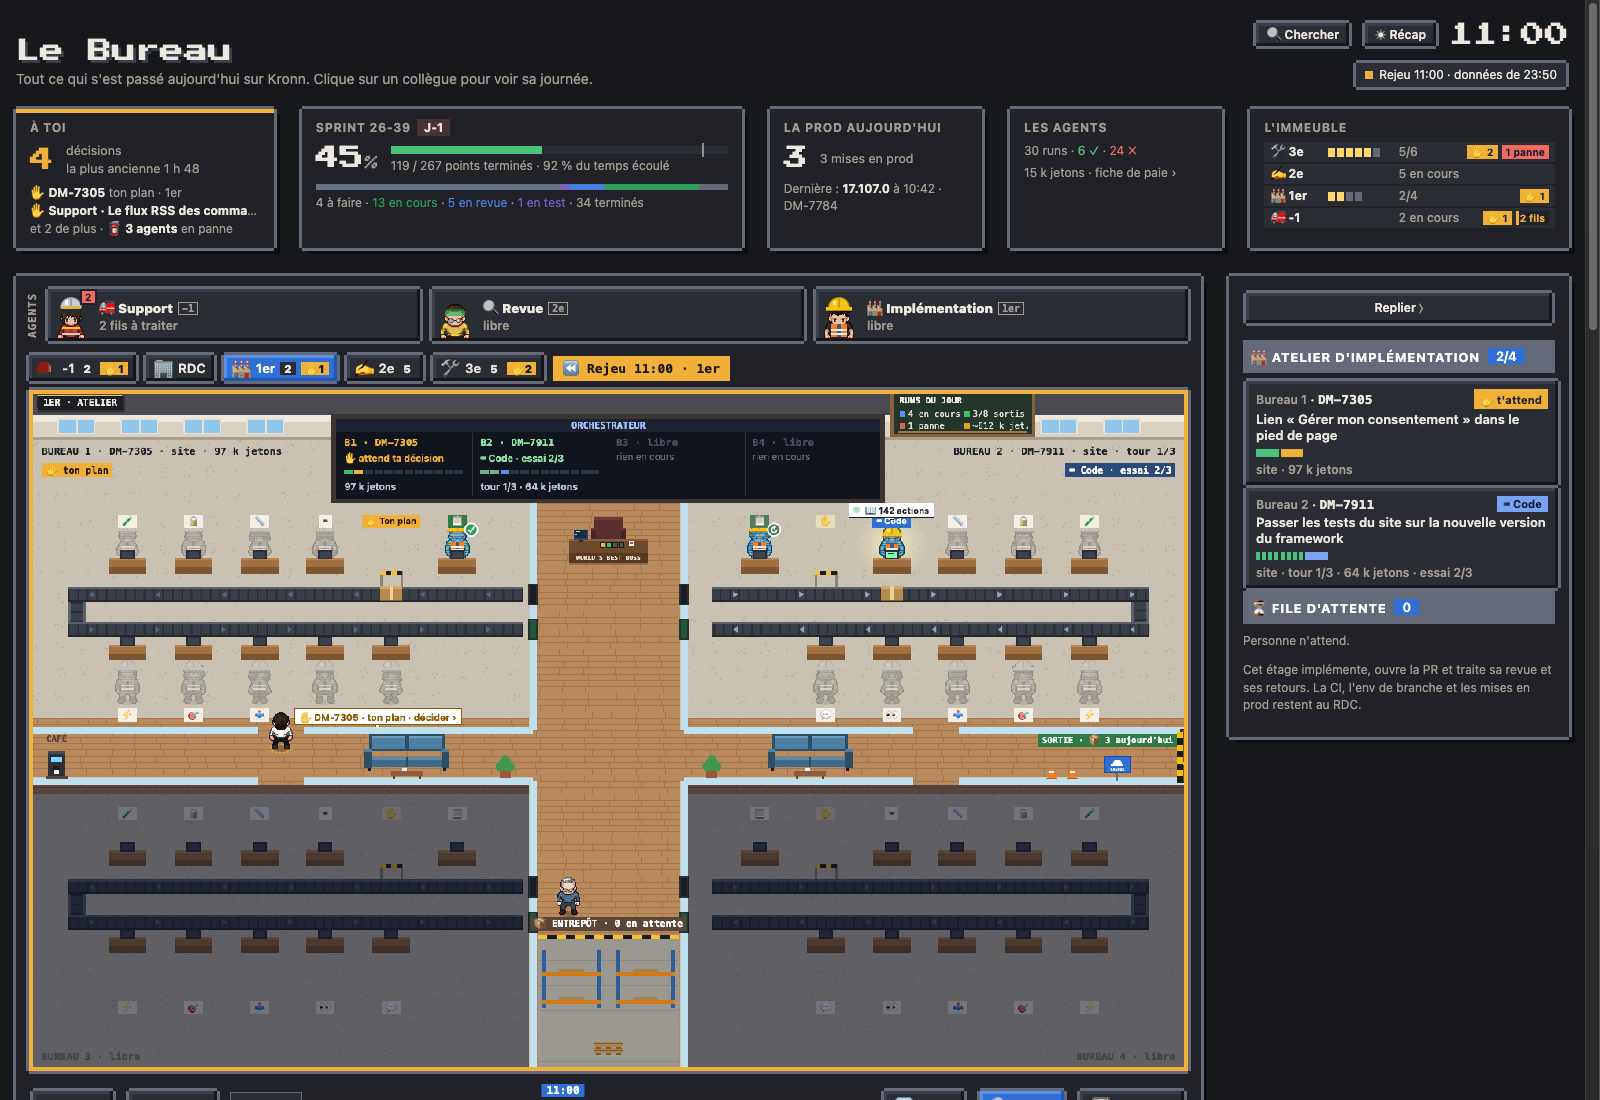 Le Bureau
Tout ce qui s'est passé aujourd'hui sur Kronn. Clique sur un collègue pour voir sa journée.
Chercher
Récap
11:00
Rejeu 11:00 · données de 23:50
À TOI
4
décisions
la plus ancienne 1 h 48
DM-7305 ton plan · 1er
Support · Le flux RSS des comma…
et 2 de plus · 3 agents en panne
SPRINT 26-39 J-1
45%
119 / 267 points terminés · 92 % du temps écoulé
4 à faire · 13 en cours · 5 en revue · 1 en test · 34 terminés
LA PROD AUJOURD'HUI
3 3 mises en prod
Dernière : 17.107.0 à 10:42 ·
DM-7784
LES AGENTS
30 runs · 6 ✓ · 24 ✕
15 k jetons · fiche de paie ›
L'IMMEUBLE
3e 5/6 2 1 panne
2e 5 en cours
1er 2/4 1
-1 2 en cours 1 2 fils
AGENTS
2
Support -1
2 fils à traiter
Revue 2e
libre
Implémentation 1er
libre
-1 2 1
RDC
1er 2 1
2e 5
3e 5 2
Rejeu 11:00 · 1er
1ER · ATELIER
ORCHESTRATEUR
B1 · DM-7305
attend ta décision
97 k jetons
B2 · DM-7911
Code · essai 2/3
tour 1/3 · 64 k jetons
B3 · libre
rien en cours
B4 · libre
rien en cours
RUNS DU JOUR
4 en cours 3/8 sortis
1 panne ~612 k jet.
BUREAU 1 · DM-7305 · site · 97 k jetons
ton plan
BUREAU 2 · DM-7911 · site · tour 1/3
Code · essai 2/3
Ton plan
142 actions
Code
WORLD'S BEST BOSS
DM-7305 · ton plan · décider ›
CAFÉ
SORTIE · 3 aujourd'hui
ENTREPÔT · 0 en attente
BUREAU 3 · libre
BUREAU 4 · libre
11:00
Replier ›
ATELIER D'IMPLÉMENTATION 2/4
Bureau 1 · DM-7305 t'attend
Lien « Gérer mon consentement » dans le
pied de page
site · 97 k jetons
Bureau 2 · DM-7911 Code
Passer les tests du site sur la nouvelle version
du framework
site · tour 1/3 · 64 k jetons · essai 2/3
FILE D'ATTENTE 0
Personne n'attend.
Cet étage implémente, ouvre la PR et traite sa revue et
ses retours. La CI, l'env de branche et les mises en
prod restent au RDC.